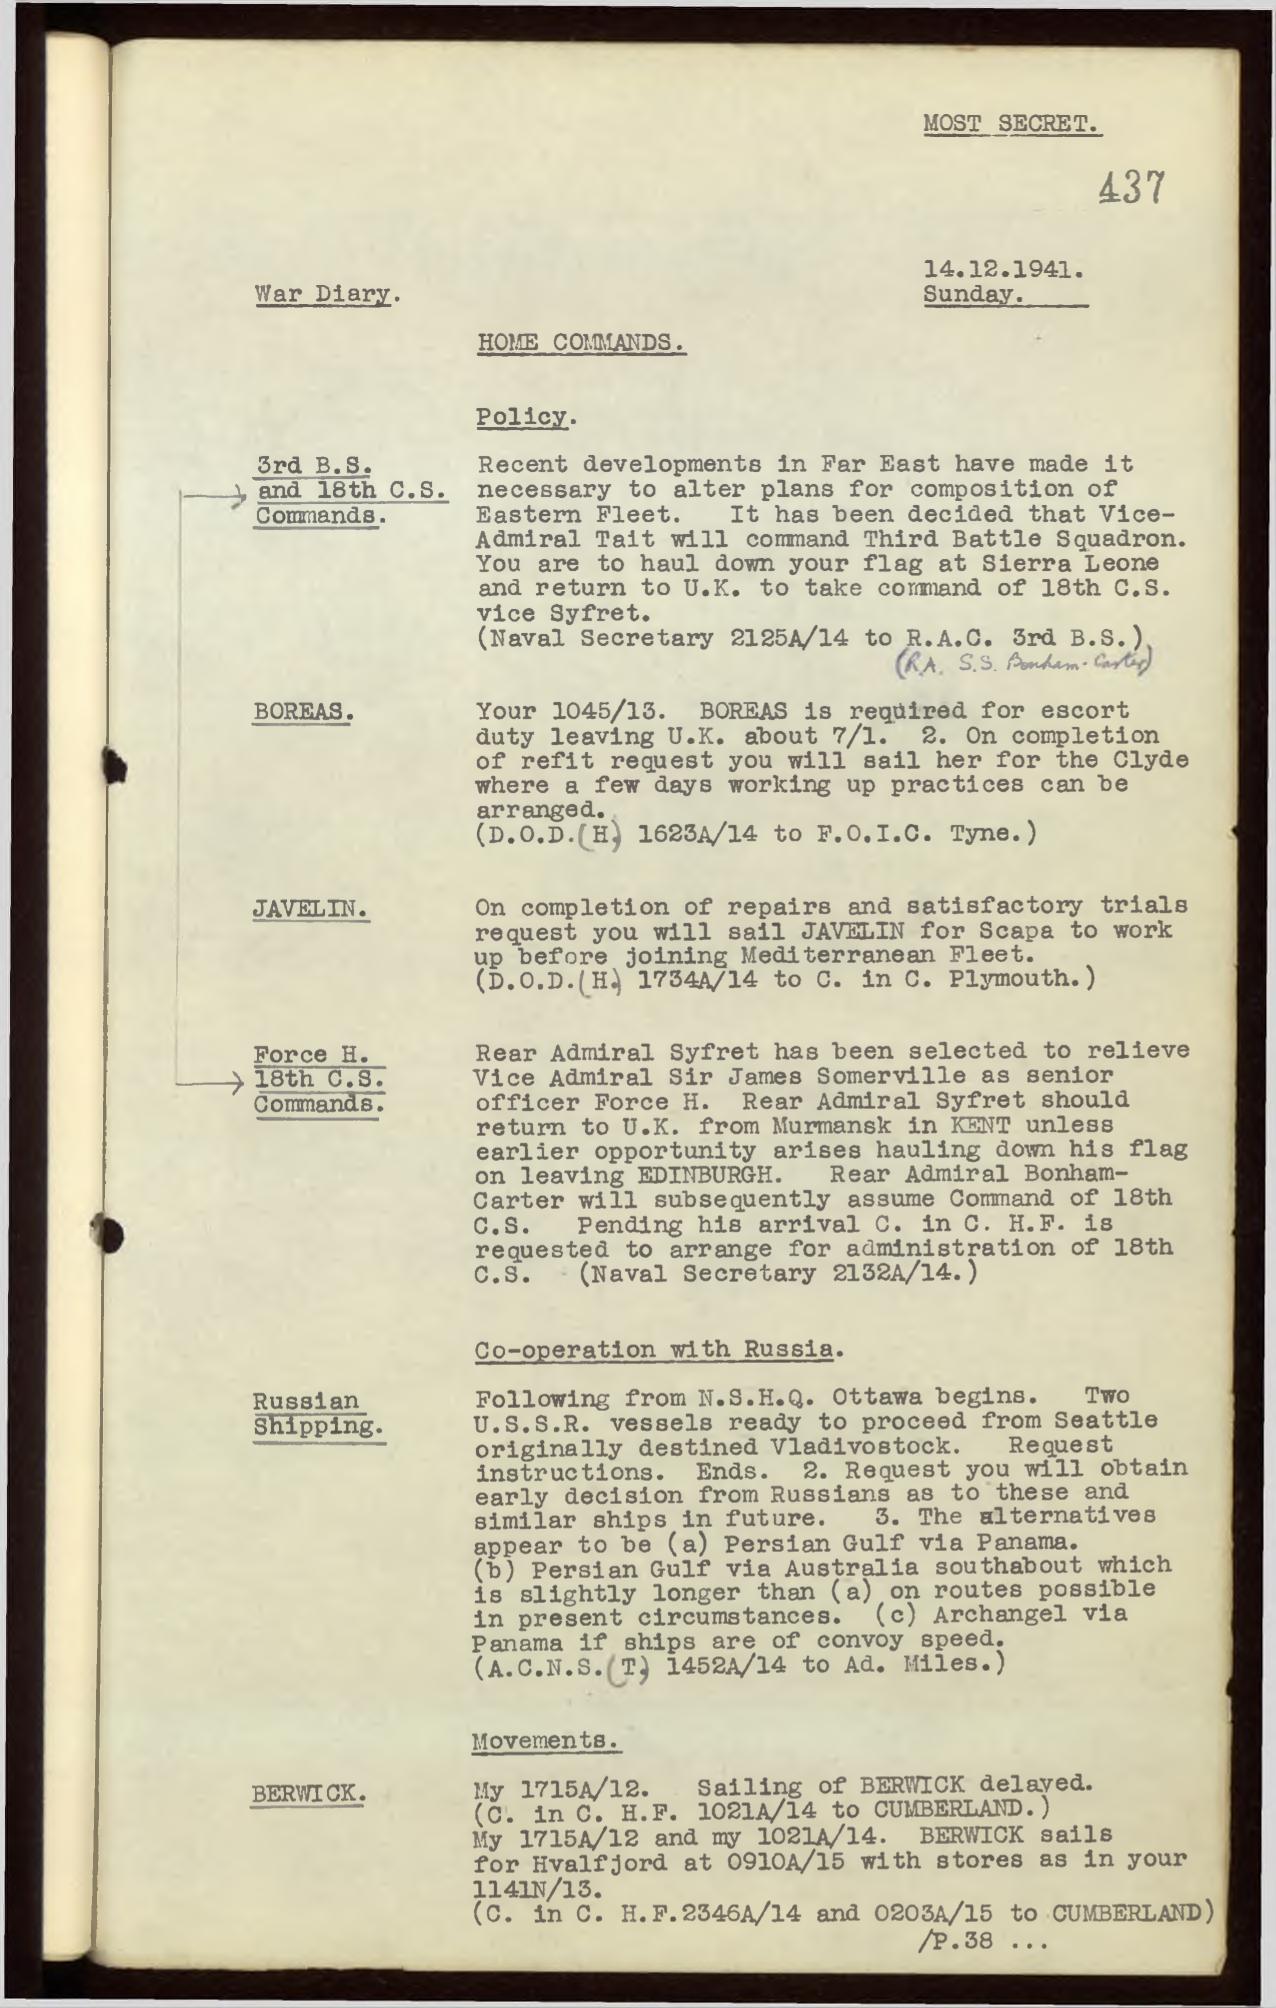 MOST SECRET.
437
14.12.1941.
War Diary.
Sunday.
HOME COMMANDS.
Policy.
3rd B.S.
and 18th C.S.
Commands.
Recent developments in Far East have made it
necessary to alter plans for composition of
Eastern Fleet. It has been decided that Vice-
Admiral Tait will command Third Battle Squadron.
You are to haul down your flag at Sierra Leone
and return to U.K. to take command of 18th C.S.
vice Syfret.
(Naval Secretary 2125A/14 to R.A.C. 3rd B.S.)
(R.A. S.S. Bonham-Carter)
BOREAS.
Your 1045/13. BOREAS is required for escort
duty leaving U.K. about 7/1. 2. On completion
of refit request you will sail her for the Clyde
where a few days working up practices can be
arranged.
(D.O.D.(H) 1623A/14 to F.O.I.C. Tyne.)
JAVELIN.
On completion of repairs and satisfactory trials
request you will sail JAVELIN for Scapa to work
up before joining Mediterranean Fleet.
(D.O.D.(H) 1734A/14 to C. in C. Plymouth.)
Force H.
18th C.S.
Commands.
Rear Admiral Syfret has been selected to relieve
Vice Admiral Sir James Somerville as senior
officer Force H. Rear Admiral Syfret should
return to U.K. from Murmansk in KENT unless
earlier opportunity arises hauling down his flag
on leaving EDINBURGH. Rear Admiral Bonham-
Carter will subsequently assume Command of 18th
C.S. Pending his arrival C. in C. H.F. is
requested to arrange for administration of 18th
C.S. (Naval Secretary 2132A/14.)
Co-operation with Russia.
Russian
Shipping.
Following from N.S.H.Q. Ottawa begins. Two
U.S.S.R. vessels ready to proceed from Seattle
originally destined Vladivostock. Request
instructions. Ends. 2. Request you will obtain
early decision from Russians as to these and
similar ships in future. 3. The alternatives
appear to be (a) Persian Gulf via Panama.
(b) Persian Gulf via Australia southabout which
is slightly longer than (a) on routes possible
in present circumstances. (c) Archangel via
Panama if ships are of convoy speed.
(A.C.N.S.(T) 1452A/14 to Ad. Miles.)
Movements.
BERWICK.
My 1715A/12. Sailing of BERWICK delayed.
(C. in C. H.F. 1021A/14 to CUMBERLAND.)
My 1715A/12 and my 1021A/14. BERWICK sails
for Hvalfjord at 0910A/15 with stores as in your
1141N/13.
(C. in C. H.F.2346A/14 and 0203A/15 to CUMBERLAND)
/P.38 ...